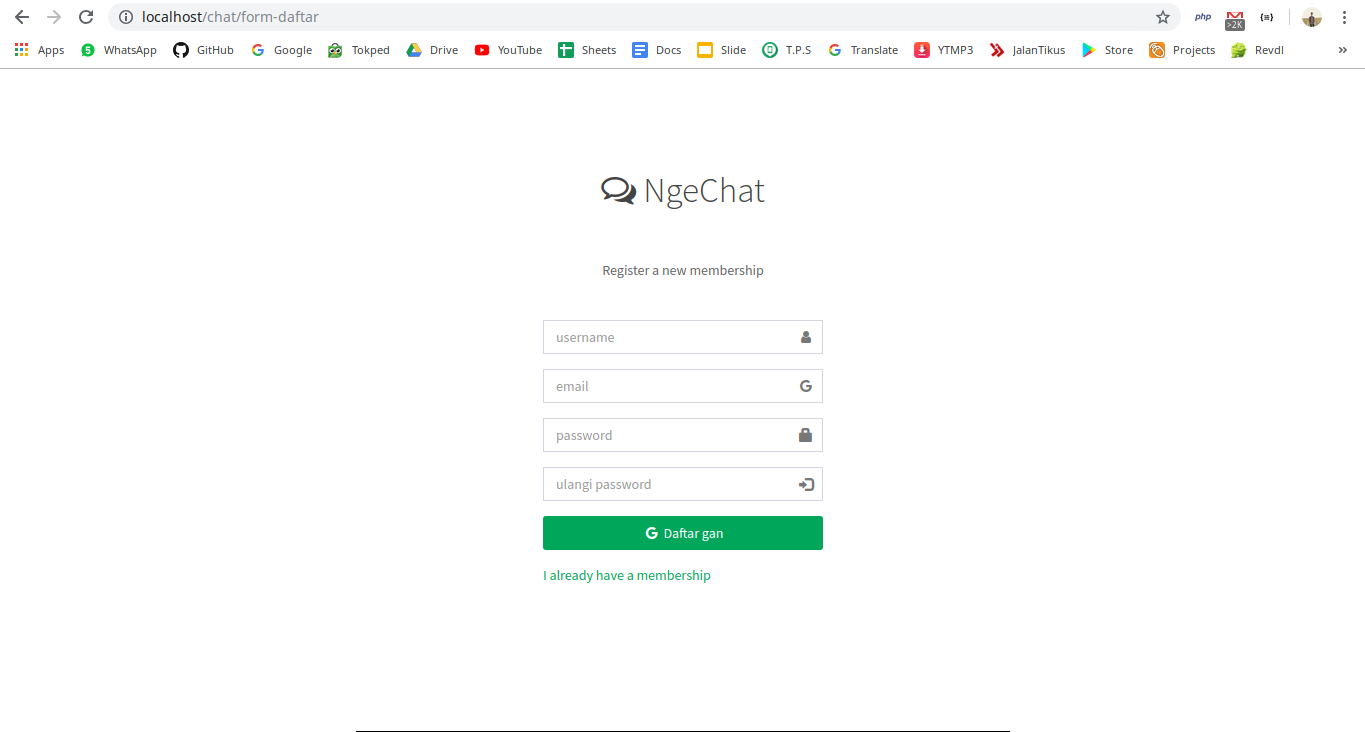 localhost/chat/form-daftar
php
>2K
Apps
5 WhatsApp
GitHub
Google
Tokped
Drive
YouTube
Sheets
Docs
Slide
T.P.S
Translate
YTMP3
JalanTikus
Store
Projects
Revdl
»
NgeChat
Register a new membership
username
email
password
ulangi password
Daftar gan
I already have a membership